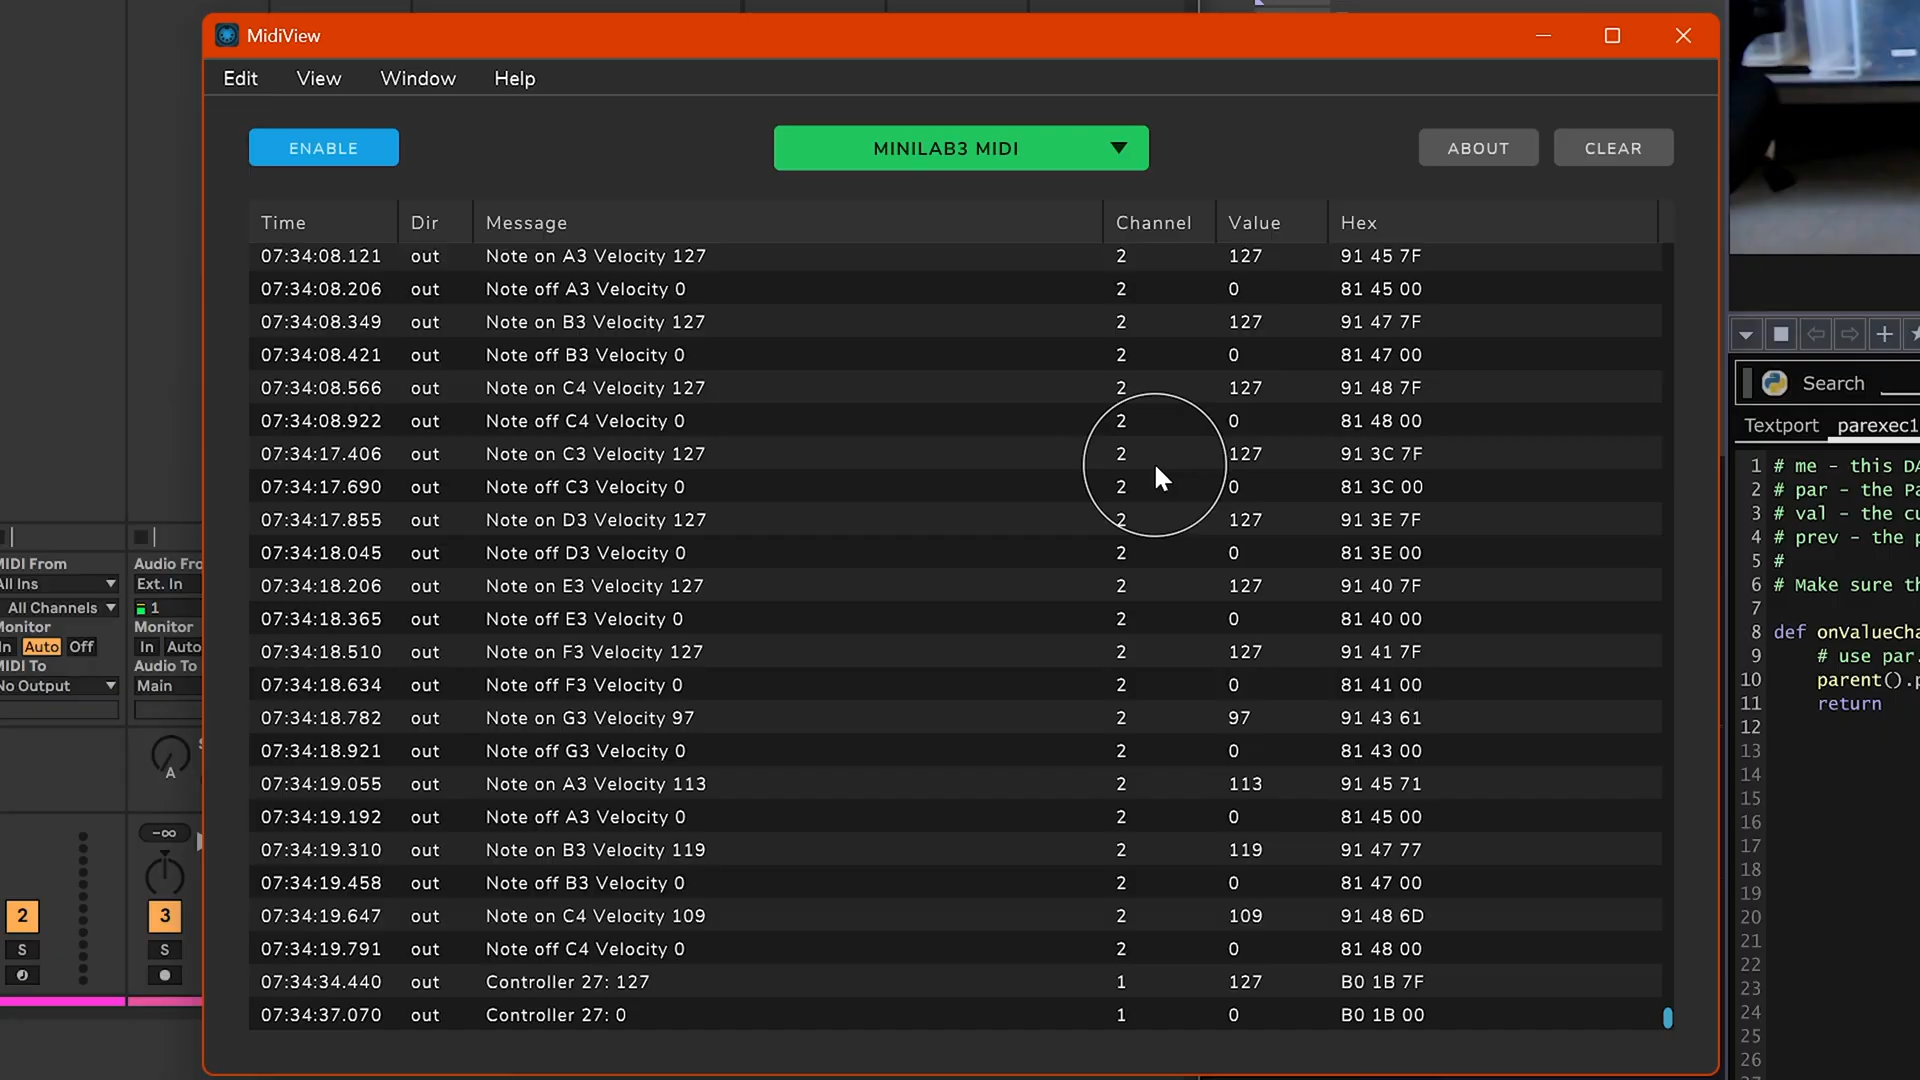 MidiView
Edit View Window Help
ENABLE MINILAB3 MIDI ABOUT CLEAR
Time Dir Message Channel Value Hex
07:34:08.121 out Note on A3 Velocity 127 2 127 91 45 7F
07:34:08.206 out Note off A3 Velocity 0 2 0 81 45 00
07:34:08.349 out Note on B3 Velocity 127 2 127 91 47 7F
07:34:08.421 out Note off B3 Velocity 0 2 0 81 47 00
07:34:08.566 out Note on C4 Velocity 127 2 127 91 48 7F
07:34:08.922 out Note off C4 Velocity 0 2 0 81 48 00
07:34:17.406 out Note on C3 Velocity 127 2 127 91 3C 7F
07:34:17.690 out Note off C3 Velocity 0 2 0 81 3C 00
07:34:17.855 out Note on D3 Velocity 127 2 127 91 3E 7F
07:34:18.045 out Note off D3 Velocity 0 2 0 81 3E 00
07:34:18.206 out Note on E3 Velocity 127 2 127 91 40 7F
07:34:18.365 out Note off E3 Velocity 0 2 0 81 40 00
07:34:18.510 out Note on F3 Velocity 127 2 127 91 41 7F
07:34:18.634 out Note off F3 Velocity 0 2 0 81 41 00
07:34:18.782 out Note on G3 Velocity 97 2 97 91 43 61
07:34:18.921 out Note off G3 Velocity 0 2 0 81 43 00
07:34:19.055 out Note on A3 Velocity 113 2 113 91 45 71
07:34:19.192 out Note off A3 Velocity 0 2 0 81 45 00
07:34:19.310 out Note on B3 Velocity 119 2 119 91 47 77
07:34:19.458 out Note off B3 Velocity 0 2 0 81 47 00
07:34:19.647 out Note on C4 Velocity 109 2 109 91 48 6D
07:34:19.791 out Note off C4 Velocity 0 2 0 81 48 00
07:34:34.440 out Controller 27: 127 1 127 B0 1B 7F
07:34:37.070 out Controller 27: 0 1 0 B0 1B 00
MIDI From
All Ins
All Channels
Monitor
In Auto Off
MIDI To
No Output
2
S
Audio Fro
Ext. In
1
Monitor
In Auto
Audio To
Main
A
-∞
3
S
Search
Textport parexec1
1 # me - this DA
2 # par - the Pa
3 # val - the cu
4 # prev - the p
5 #
6 # Make sure th
7
8 def onValueCha
9 # use par.
10 parent().p
11 return
12
13
14
15
16
17
18
19
20
21
22
23
24
25
26